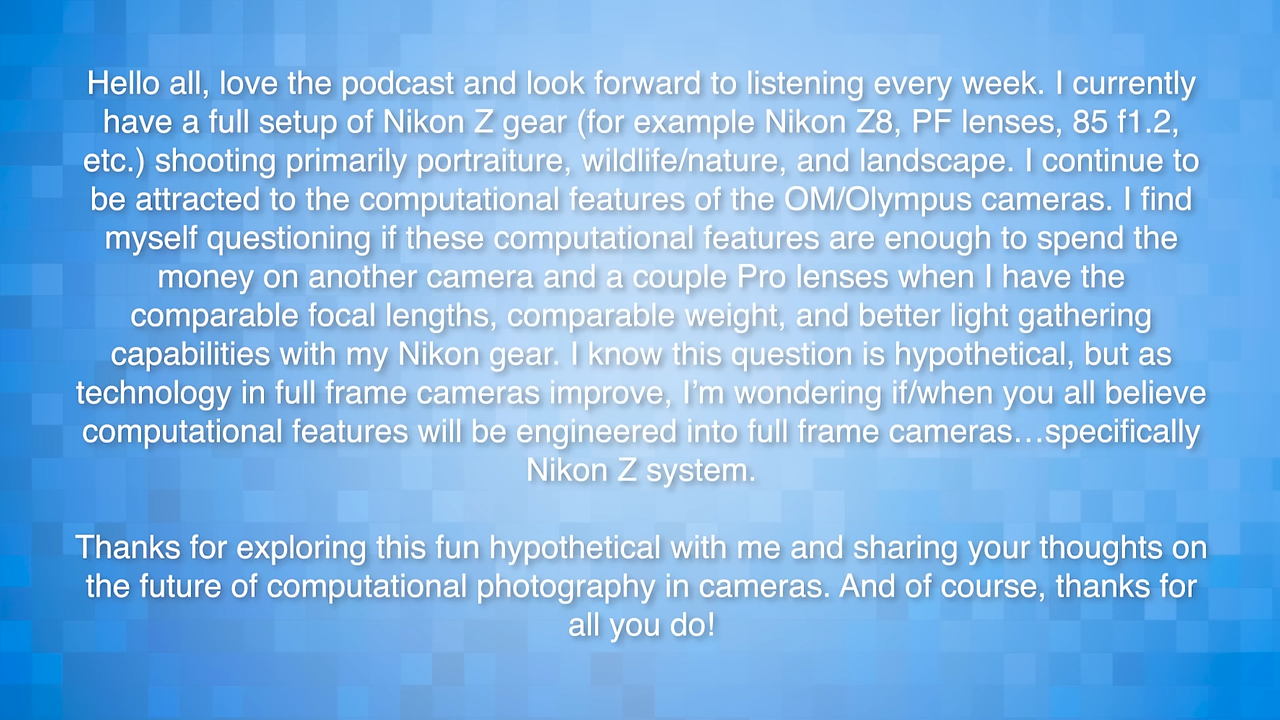 Hello all, love the podcast and look forward to listening every week. I currently
have a full setup of Nikon Z gear (for example Nikon Z8, PF lenses, 85 f1.2,
etc.) shooting primarily portraiture, wildlife/nature, and landscape. I continue to
be attracted to the computational features of the OM/Olympus cameras. I find
myself questioning if these computational features are enough to spend the
money on another camera and a couple Pro lenses when I have the
comparable focal lengths, comparable weight, and better light gathering
capabilities with my Nikon gear. I know this question is hypothetical, but as
technology in full frame cameras improve, I’m wondering if/when you all believe
computational features will be engineered into full frame cameras…specifically
Nikon Z system.
Thanks for exploring this fun hypothetical with me and sharing your thoughts on
the future of computational photography in cameras. And of course, thanks for
all you do!